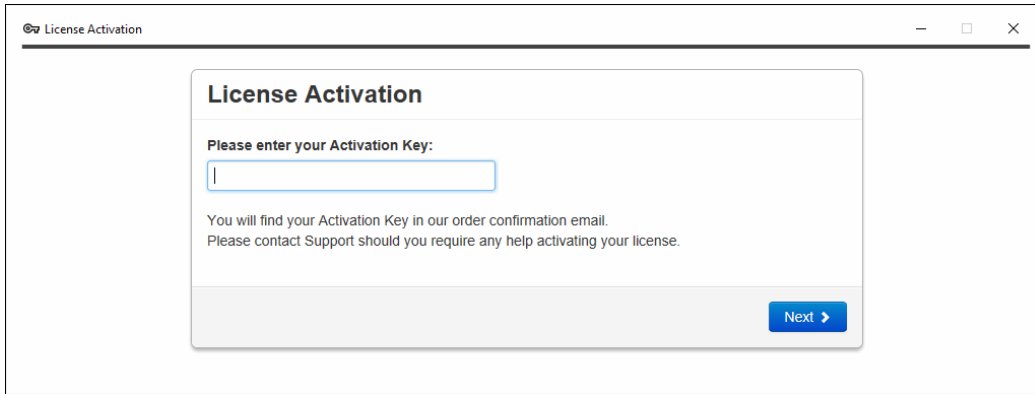 License Activation
License Activation
Please enter your Activation Key:
You will find your Activation Key in our order confirmation email.
Please contact Support should you require any help activating your license.
Next